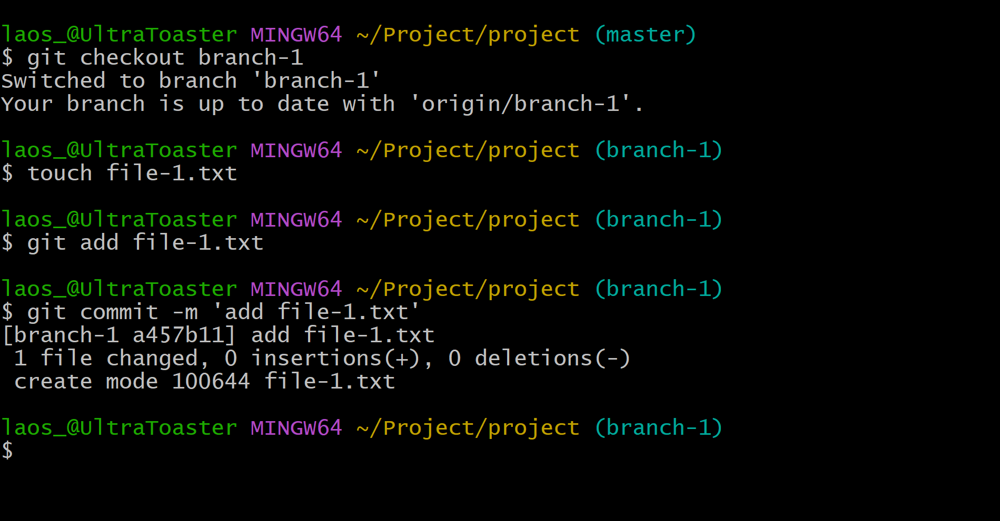 laos_@UltraToaster MINGW64 ~/Project/project (master)
$ git checkout branch-1
Switched to branch 'branch-1'
Your branch is up to date with 'origin/branch-1'.
laos_@UltraToaster MINGW64 ~/Project/project (branch-1)
$ touch file-1.txt
laos_@UltraToaster MINGW64 ~/Project/project (branch-1)
$ git add file-1.txt
laos_@UltraToaster MINGW64 ~/Project/project (branch-1)
$ git commit -m 'add file-1.txt'
[branch-1 a457b11] add file-1.txt
 1 file changed, 0 insertions(+), 0 deletions(-)
 create mode 100644 file-1.txt
laos_@UltraToaster MINGW64 ~/Project/project (branch-1)
$